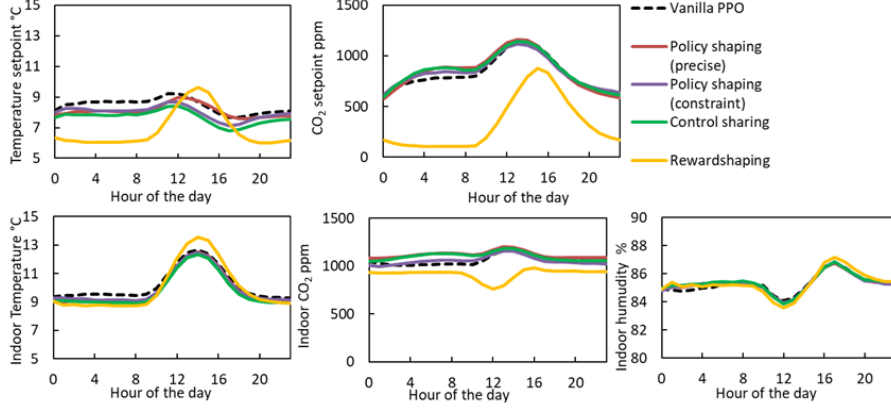 Temperature setpoint °C
15
13
11
9
7
5
0 4 8 12 16 20
Hour of the day
CO₂ setpoint ppm
1500
1000
500
0
0 4 8 12 16 20
Hour of the day
Vanilla PPO
Policy shaping
(precise)
Policy shaping
(constraint)
Control sharing
Rewardshaping
Indoor Temperature °C
15
13
11
9
7
5
0 4 8 12 16 20
Hour of the day
Indoor CO₂ ppm
1500
1000
500
0
0 4 8 12 16 20
Hour of the day
Indoor humudity %
90
88
86
84
82
80
0 4 8 12 16 20
Hour of the day